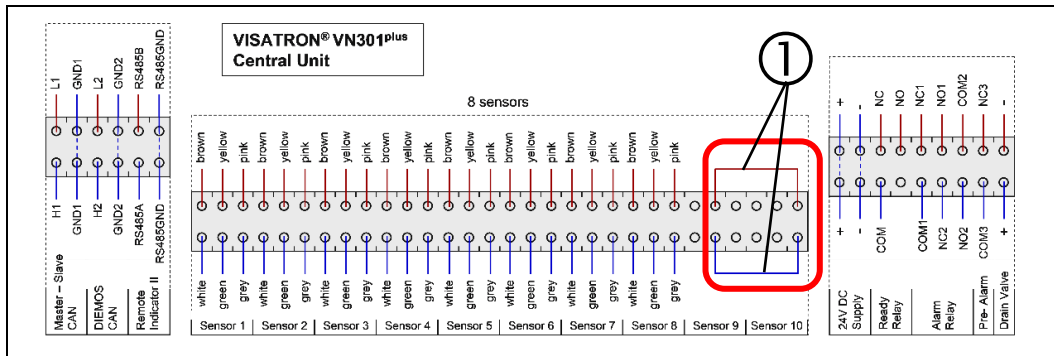 VISATRON® VN301plus
Central Unit
1
8 sensors
L1 GND1 L2 GND2 RS485B RS485GND
H1 GND1 H2 GND2 RS485A RS485GND
Master – Slave
CAN
DIEMOS
CAN
Remote
Indicator II
brown yellow pink brown yellow pink brown yellow pink brown yellow pink brown yellow pink brown yellow pink brown yellow pink brown yellow pink
white green grey white green grey white green grey white green grey white green grey white green grey white green grey white green grey
Sensor 1 Sensor 2 Sensor 3 Sensor 4 Sensor 5 Sensor 6 Sensor 7 Sensor 8 Sensor 9 Sensor 10
+ - NC NO NC1 NO1 COM2 NC3 -
+ - COM COM1 NC2 NO2 COM3 +
24V DC
Supply
Ready
Relay
Alarm
Relay
Pre- Alarm
Drain Valve